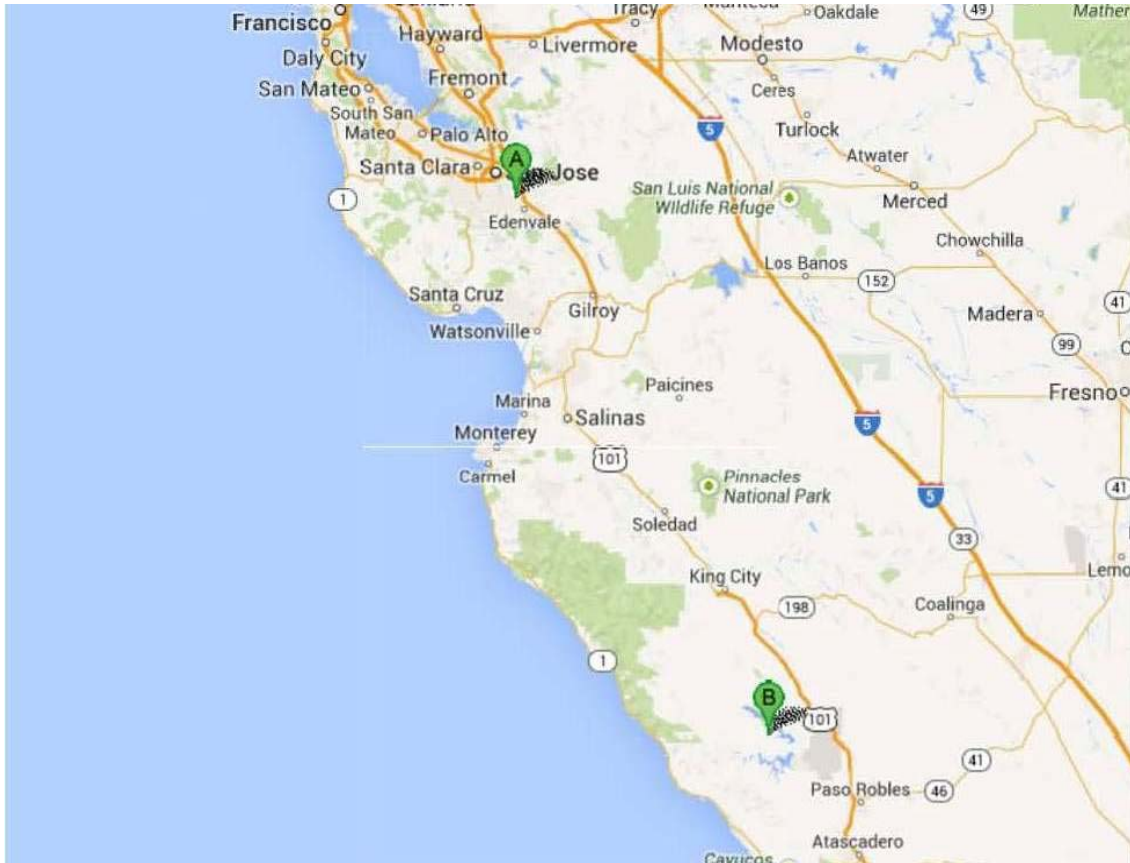 Francisco
Tracy
Oakdale
49
Hayward
Livermore
Modesto
Daly City
Fremont
Ceres
San Mateo
South San
Mateo
Palo Alto
5
Turlock
Atwater
Santa Clara
A
Jose
San Luis National
Wildlife Refuge
1
Merced
Edenvale
Chowchilla
Los Banos
152
Santa Cruz
Gilroy
41
Madera
Watsonville
99
Paicines
Fresno
Marina
Salinas
5
Monterey
101
Carmel
Pinnacles
National Park
5
41
Soledad
33
King City
198
Coalinga
1
B
101
41
Paso Robles
46
Atascadero
Cayucos